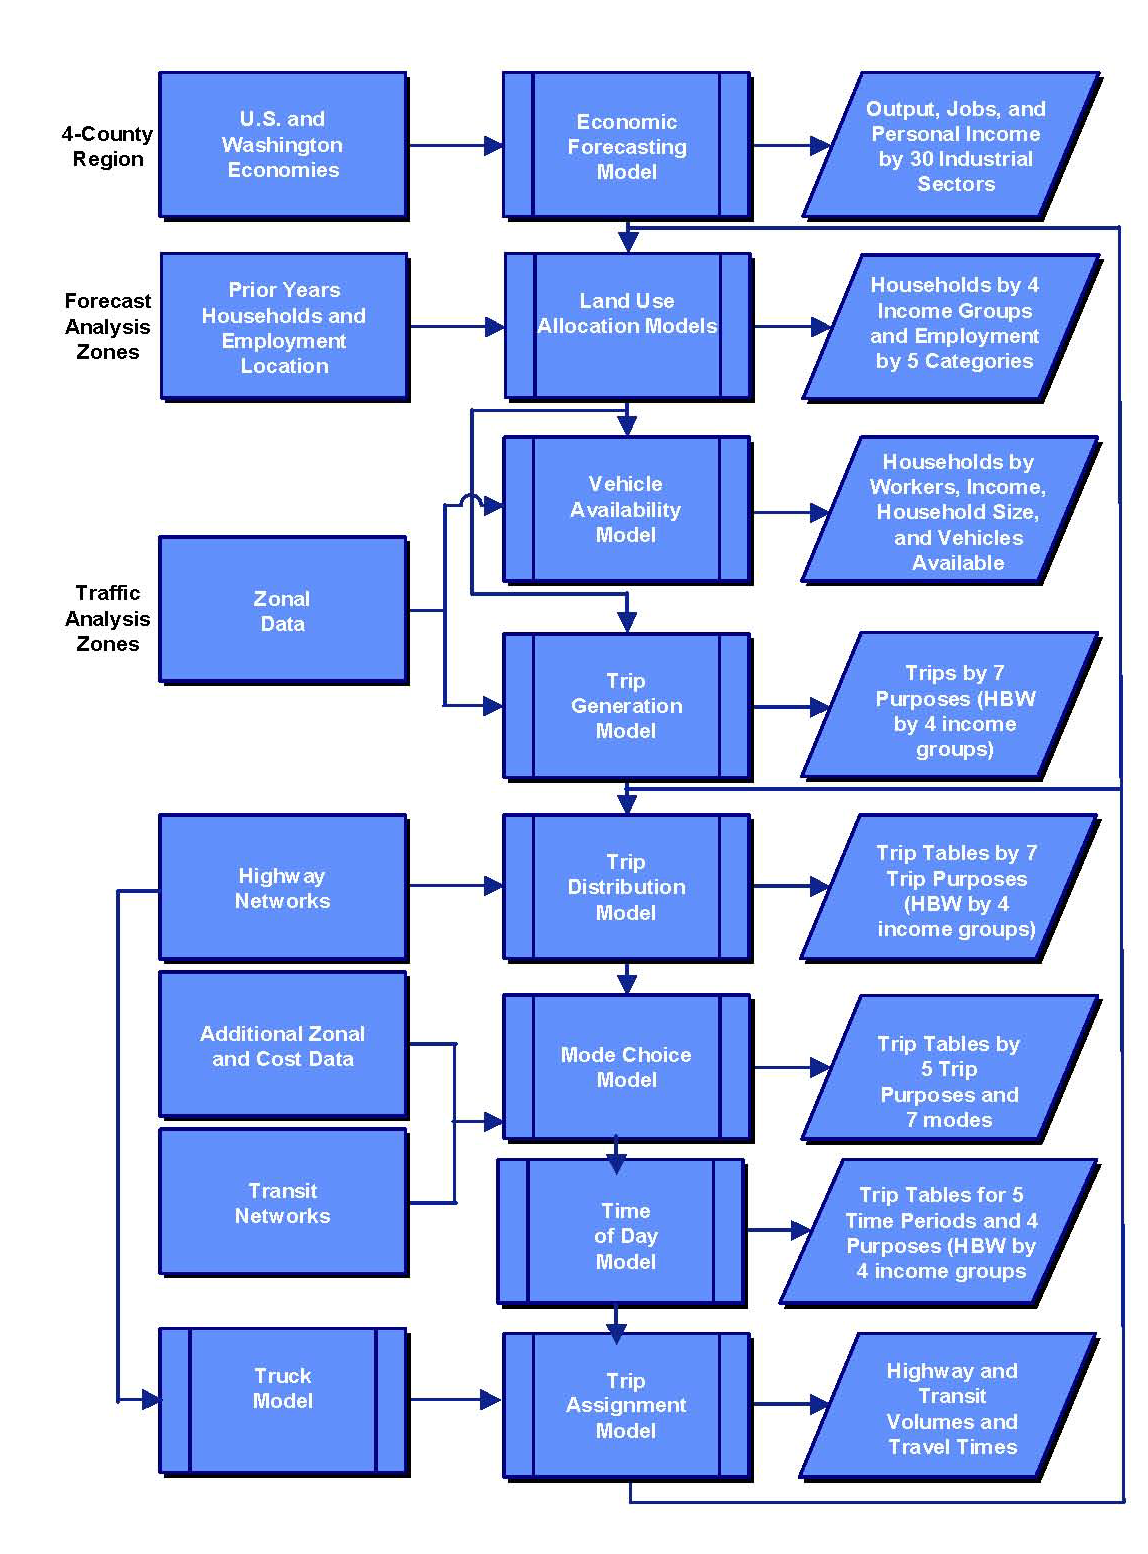 4-County
Region
U.S. and
Washington
Economies
Economic
Forecasting
Model
Output, Jobs, and
Personal Income
by 30 Industrial
Sectors
Forecast
Analysis
Zones
Prior Years
Households and
Employment
Location
Land Use
Allocation Models
Households by 4
Income Groups
and Employment
by 5 Categories
Vehicle
Availability
Model
Households by
Workers, Income,
Household Size,
and Vehicles
Available
Traffic
Analysis
Zones
Zonal
Data
Trip
Generation
Model
Trips by 7
Purposes (HBW
by 4 income
groups)
Highway
Networks
Trip
Distribution
Model
Trip Tables by 7
Trip Purposes
(HBW by 4
income groups)
Additional Zonal
and Cost Data
Mode Choice
Model
Trip Tables by
5 Trip
Purposes and
7 modes
Transit
Networks
Time
of Day
Model
Trip Tables for 5
Time Periods and 4
Purposes (HBW by
4 income groups
Truck
Model
Trip
Assignment
Model
Highway and
Transit
Volumes and
Travel Times